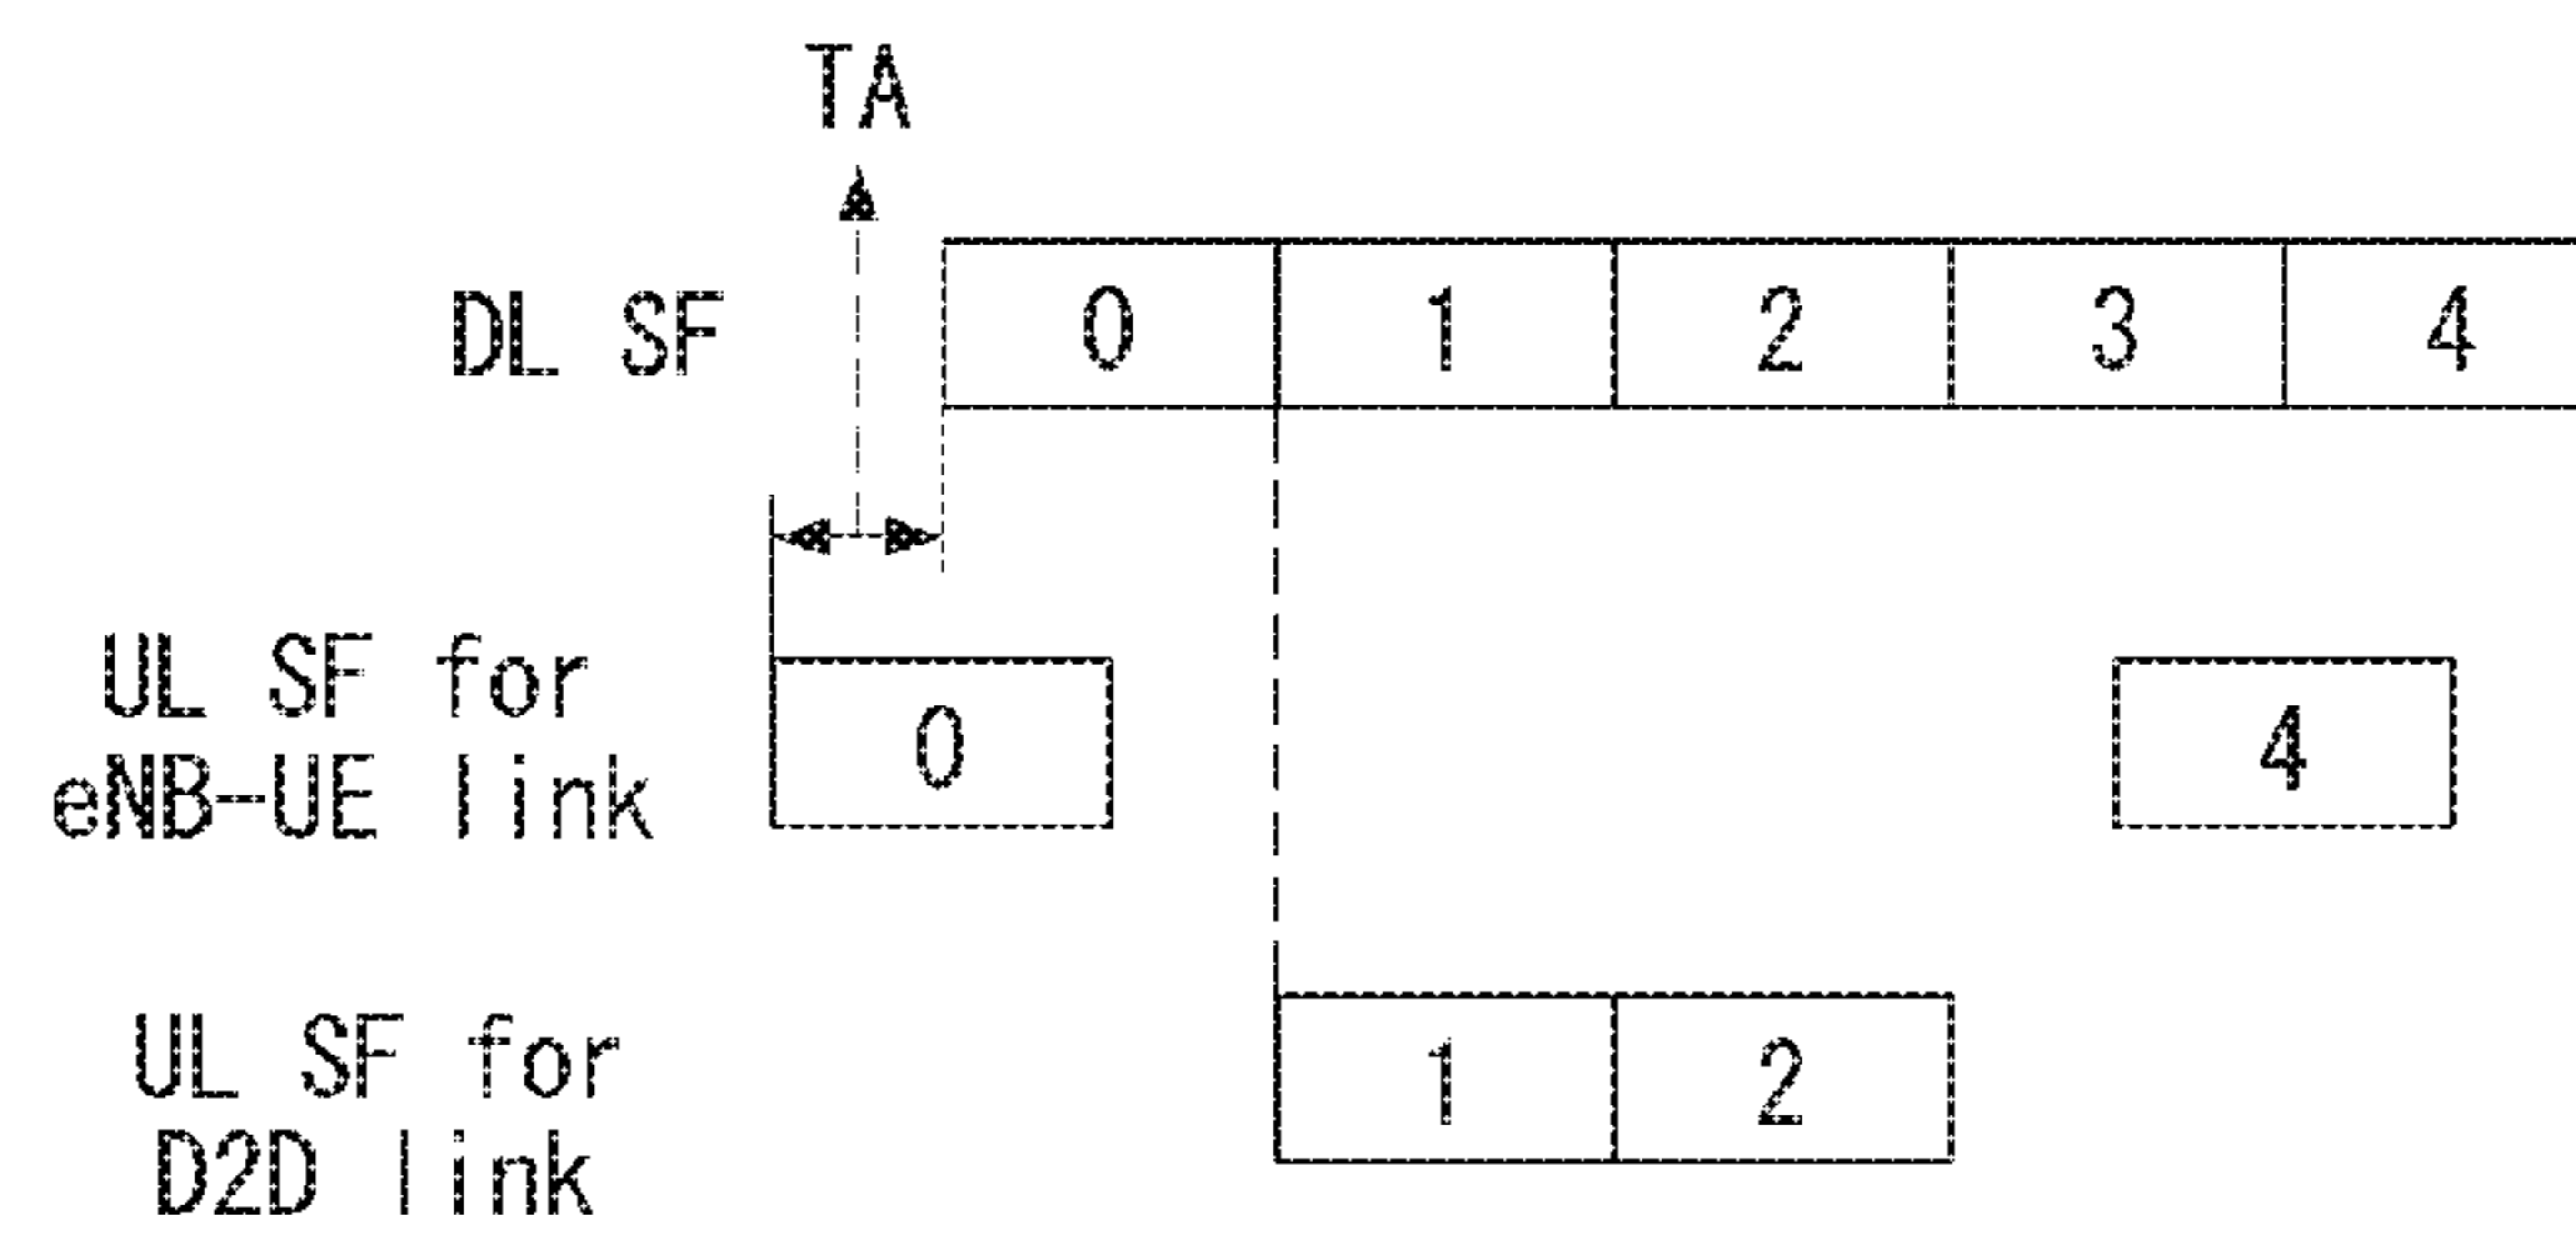 TA
DL SF 0 1 2 3 4
UL SF for
eNB-UE link
0 4
UL SF for
D2D link
1 2